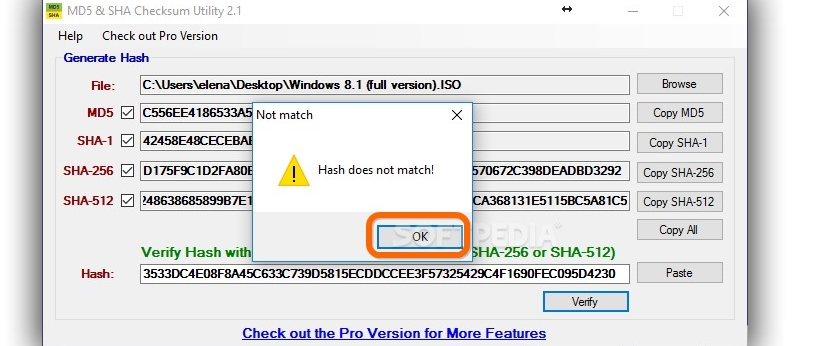 MD5
SHA
MD5 & SHA Checksum Utility 2.1
Help Check out Pro Version
Generate Hash
File: C:\Users\elena\Desktop\Windows 8.1 (full version).ISO Browse
MD5 C556EE4186533A5 Copy MD5
SHA-1 42458E48CECEBA Copy SHA-1
SHA-256 D175F9C1D2FA80 570672C398DEADBD3292 Copy SHA-256
SHA-512 48638685899B7E1 CA368131E5115BC5A81C5 Copy SHA-512
Copy All
Not match
Hash does not match!
OK
SOFTPEDIA
Verify Hash with SHA-256 or SHA-512)
Hash: 3533DC4E08F8A45C633C739D5815ECDDCCEE3F57325429C4F1690FEC095D4230 Paste
Verify
Check out the Pro Version for More Features